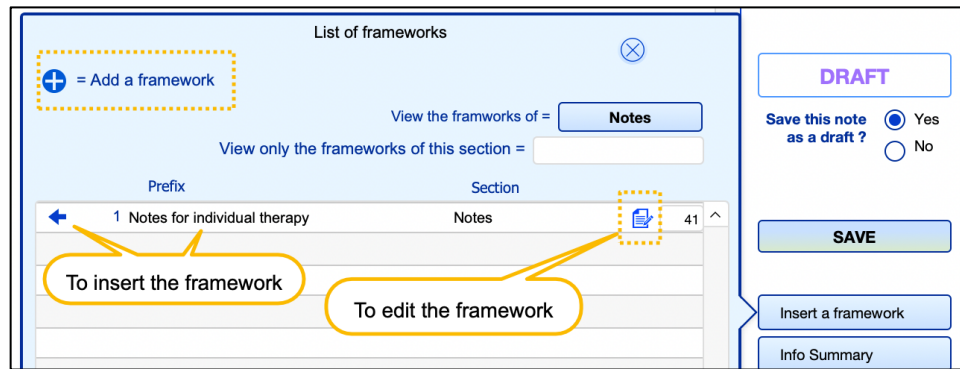 List of frameworks
= Add a framework
View the framworks of =
Notes
View only the frameworks of this section =
Prefix
Section
1 Notes for individual therapy
Notes
41
To insert the framework
To edit the framework
DRAFT
Save this note
as a draft ?
Yes
No
SAVE
Insert a framework
Info Summary